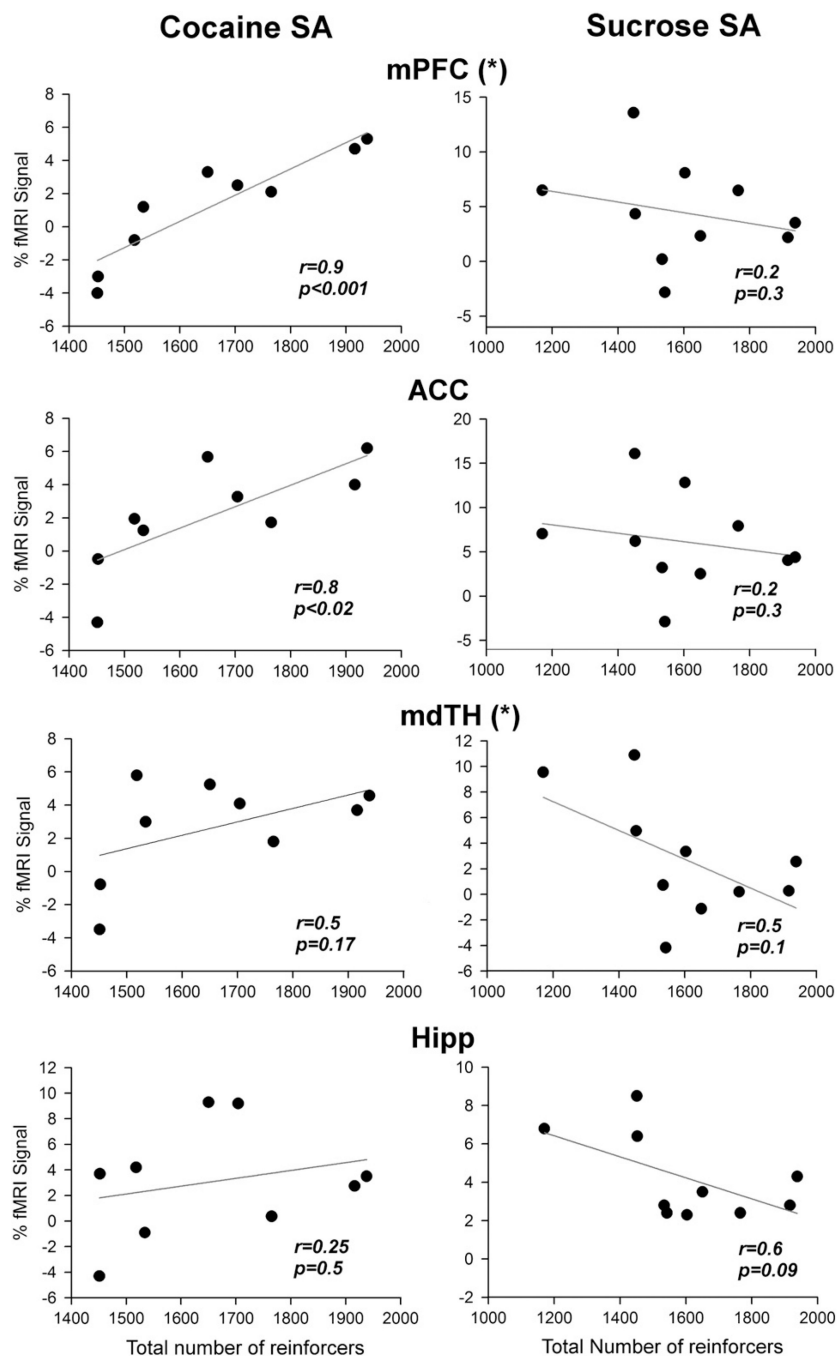 Cocaine SA
Sucrose SA
mPFC (*)
% fMRI Signal
8
6
4
2
0
-2
-4
-6
1400 1500 1600 1700 1800 1900 2000
r=0.9
p<0.001
15
10
5
0
-5
1000 1200 1400 1600 1800 2000
r=0.2
p=0.3
ACC
% fMRI Signal
8
6
4
2
0
-2
-4
-6
1400 1500 1600 1700 1800 1900 2000
r=0.8
p<0.02
20
15
10
5
0
-5
1000 1200 1400 1600 1800 2000
r=0.2
p=0.3
mdTH (*)
% fMRI Signal
8
6
4
2
0
-2
-4
-6
1400 1500 1600 1700 1800 1900 2000
r=0.5
p=0.17
12
10
8
6
4
2
0
-2
-4
-6
1000 1200 1400 1600 1800 2000
r=0.5
p=0.1
Hipp
% fMRI Signal
12
10
8
6
4
2
0
-2
-4
-6
1400 1500 1600 1700 1800 1900 2000
r=0.25
p=0.5
Total number of reinforcers
10
8
6
4
2
0
-2
1000 1200 1400 1600 1800 2000
r=0.6
p=0.09
Total Number of reinforcers